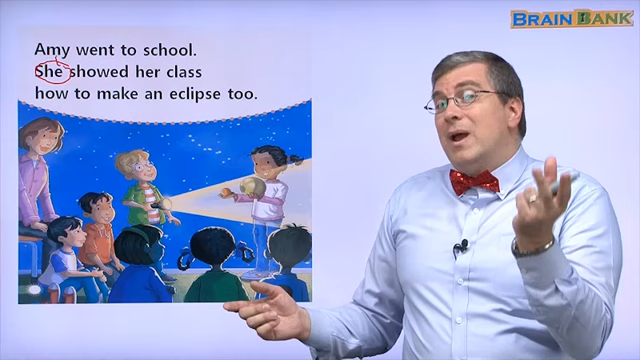 BRAIN BANK
Amy went to school.
She showed her class
how to make an eclipse too.